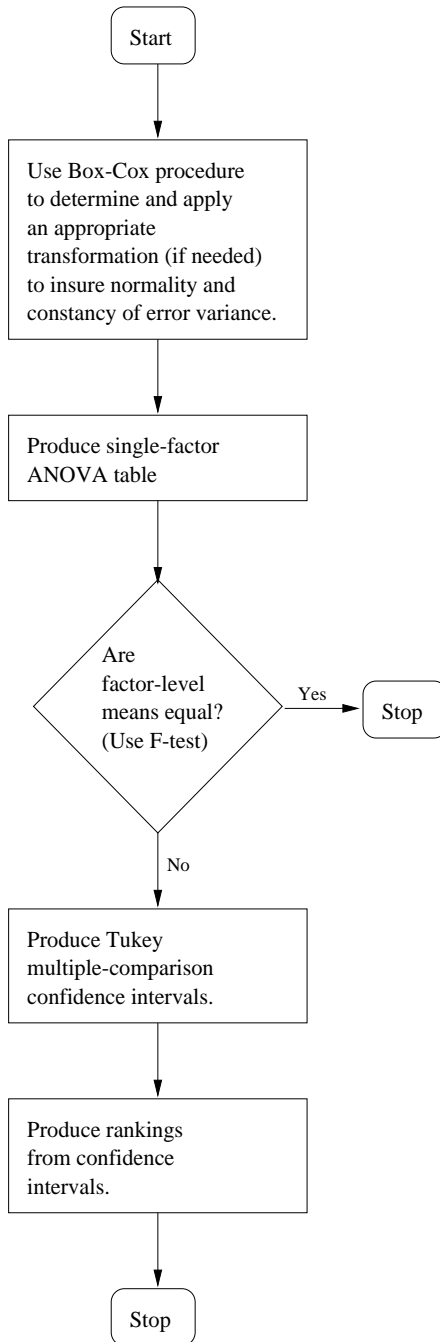 Start
Use Box-Cox procedure
to determine and apply
an appropriate
transformation (if needed)
to insure normality and
constancy of error variance.
Produce single-factor
ANOVA table
Are
factor-level
means equal?
(Use F-test)
Yes
Stop
No
Produce Tukey
multiple-comparison
confidence intervals.
Produce rankings
from confidence
intervals.
Stop